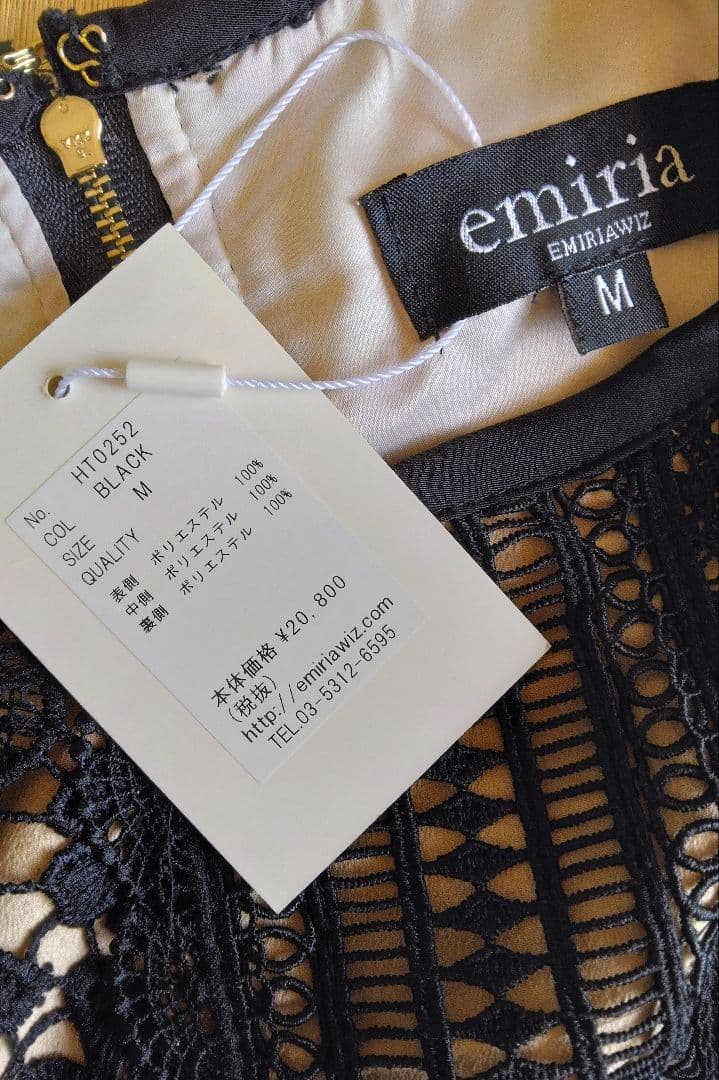 emiria
EMIRIAWIZ
M
No. HT0252
COL BLACK
SIZE M
QUALITY
表側 ポリエステル 100%
中側 ポリエステル 100%
裏側 ポリエステル 100%
本体価格 ¥20,800
(税抜)
http://emiriawiz.com
TEL.03-5312-6595